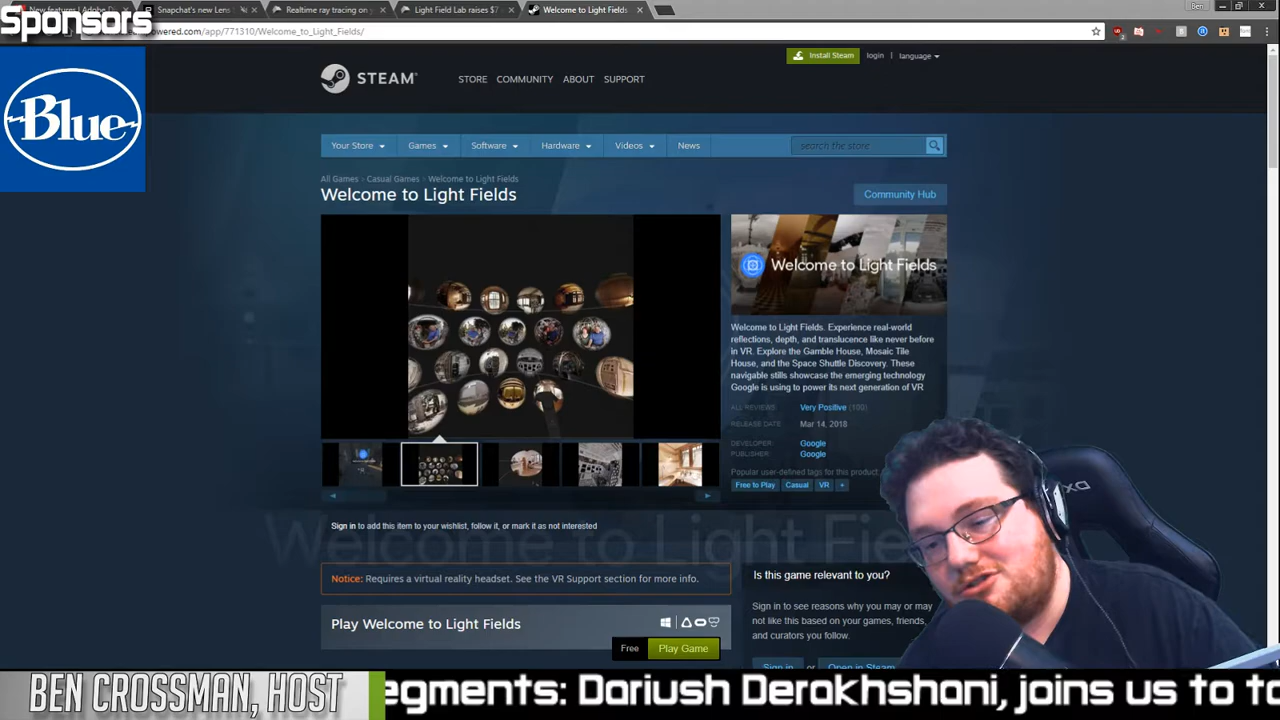 New features | Adobe D
Snapchat's new Lens
Realtime ray tracing on y
Light Field Lab raises $7
Welcome to Light Fields
Ben
Sponsors
owered.com/app/771310/Welcome_to_Light_Fields/
Blue
STEAM
STORE COMMUNITY ABOUT SUPPORT
Install Steam login | language
Your Store Games Software Hardware Videos News search the store
All Games > Casual Games > Welcome to Light Fields
Welcome to Light Fields
Community Hub
Welcome to Light Fields
Welcome to Light Fields. Experience real-world
reflections, depth, and translucence like never before
in VR. Explore the Gamble House, Mosaic Tile
House, and the Space Shuttle Discovery. These
navigable stills showcase the emerging technology
Google is using to power its next generation of VR
ALL REVIEWS: Very Positive (100)
RELEASE DATE: Mar 14, 2018
DEVELOPER: Google
PUBLISHER: Google
Popular user-defined tags for this product:
Free to Play Casual VR +
Sign in to add this item to your wishlist, follow it, or mark it as not interested
Welcome to Light Fie
Notice: Requires a virtual reality headset. See the VR Support section for more info.
Is this game relevant to you?
Sign in to see reasons why you may or may
not like this based on your games, friends,
and curators you follow.
Sign in or Open in Steam
Play Welcome to Light Fields
Free Play Game
BEN CROSSMAN, HOST
egments: Dariush Derakhshani, joins us to to